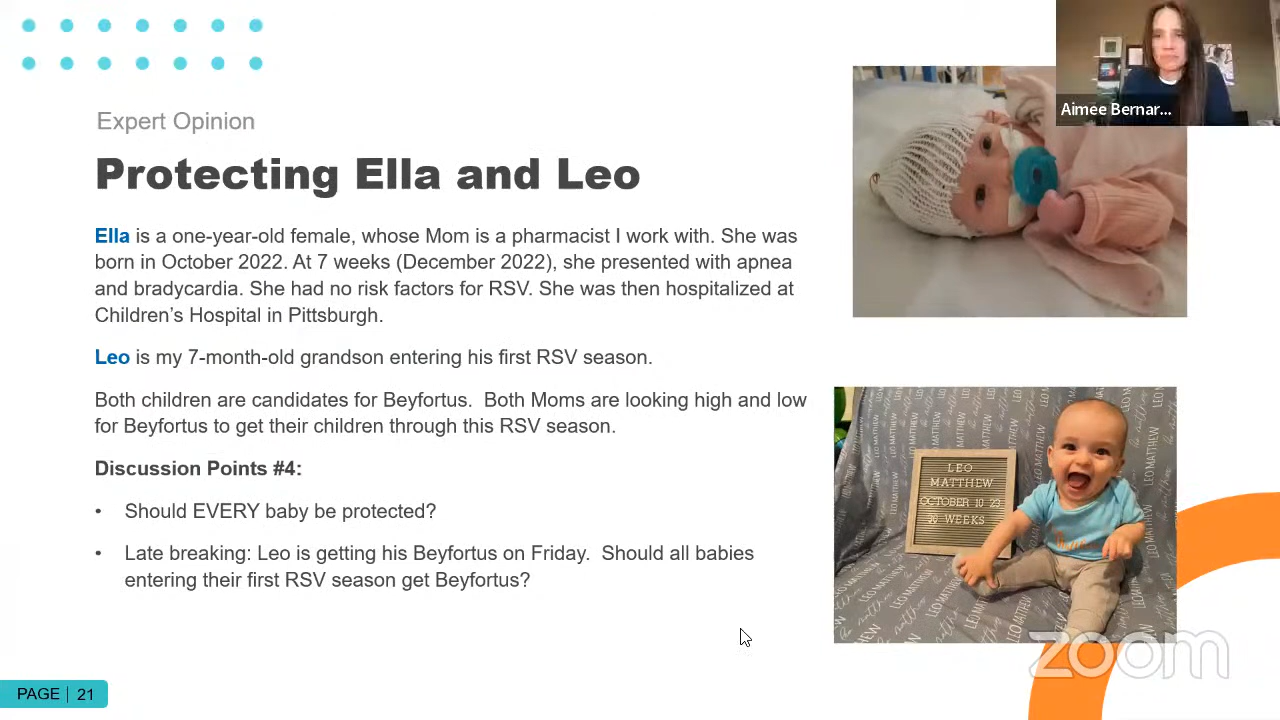 Aimee Bernar...
Expert Opinion
Protecting Ella and Leo
Ella is a one-year-old female, whose Mom is a pharmacist I work with. She was
born in October 2022. At 7 weeks (December 2022), she presented with apnea
and bradycardia. She had no risk factors for RSV. She was then hospitalized at
Children's Hospital in Pittsburgh.
Leo is my 7-month-old grandson entering his first RSV season.
Both children are candidates for Beyfortus.  Both Moms are looking high and low
for Beyfortus to get their children through this RSV season.
Discussion Points #4:
• Should EVERY baby be protected?
• Late breaking: Leo is getting his Beyfortus on Friday.  Should all babies
entering their first RSV season get Beyfortus?
LEO
MATTHEW
OCTOBER 10 23
30 WEEKS
LEO MATTHEW
zoom
PAGE | 21